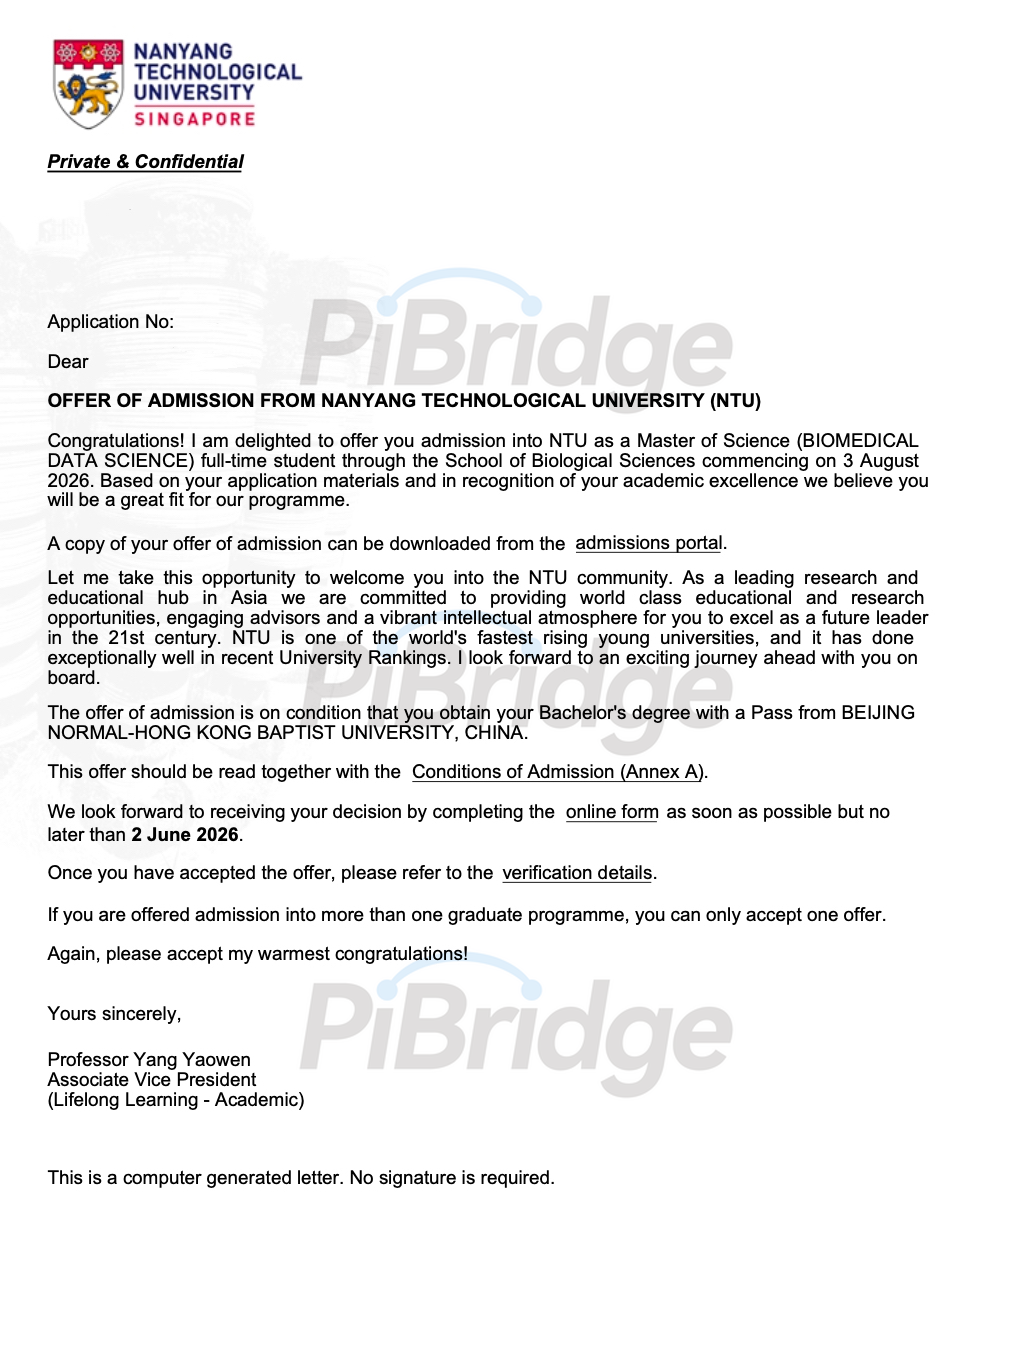 NANYANG
TECHNOLOGICAL
UNIVERSITY
SINGAPORE
Private & Confidential
PiBridge
Application No:
Dear
OFFER OF ADMISSION FROM NANYANG TECHNOLOGICAL UNIVERSITY (NTU)
Congratulations! I am delighted to offer you admission into NTU as a Master of Science (BIOMEDICAL
DATA SCIENCE) full-time student through the School of Biological Sciences commencing on 3 August
2026. Based on your application materials and in recognition of your academic excellence we believe you
will be a great fit for our programme.
A copy of your offer of admission can be downloaded from the admissions portal.
Let me take this opportunity to welcome you into the NTU community. As a leading research and
educational hub in Asia we are committed to providing world class educational and research
opportunities, engaging advisors and a vibrant intellectual atmosphere for you to excel as a future leader
in the 21st century. NTU is one of the world's fastest rising young universities, and it has done
exceptionally well in recent University Rankings. I look forward to an exciting journey ahead with you on
board.
PiBridge
The offer of admission is on condition that you obtain your Bachelor's degree with a Pass from BEIJING
NORMAL-HONG KONG BAPTIST UNIVERSITY, CHINA.
This offer should be read together with the Conditions of Admission (Annex A).
We look forward to receiving your decision by completing the online form as soon as possible but no
later than 2 June 2026.
Once you have accepted the offer, please refer to the verification details.
If you are offered admission into more than one graduate programme, you can only accept one offer.
Again, please accept my warmest congratulations!
PiBridge
Yours sincerely,
Professor Yang Yaowen
Associate Vice President
(Lifelong Learning - Academic)
This is a computer generated letter. No signature is required.